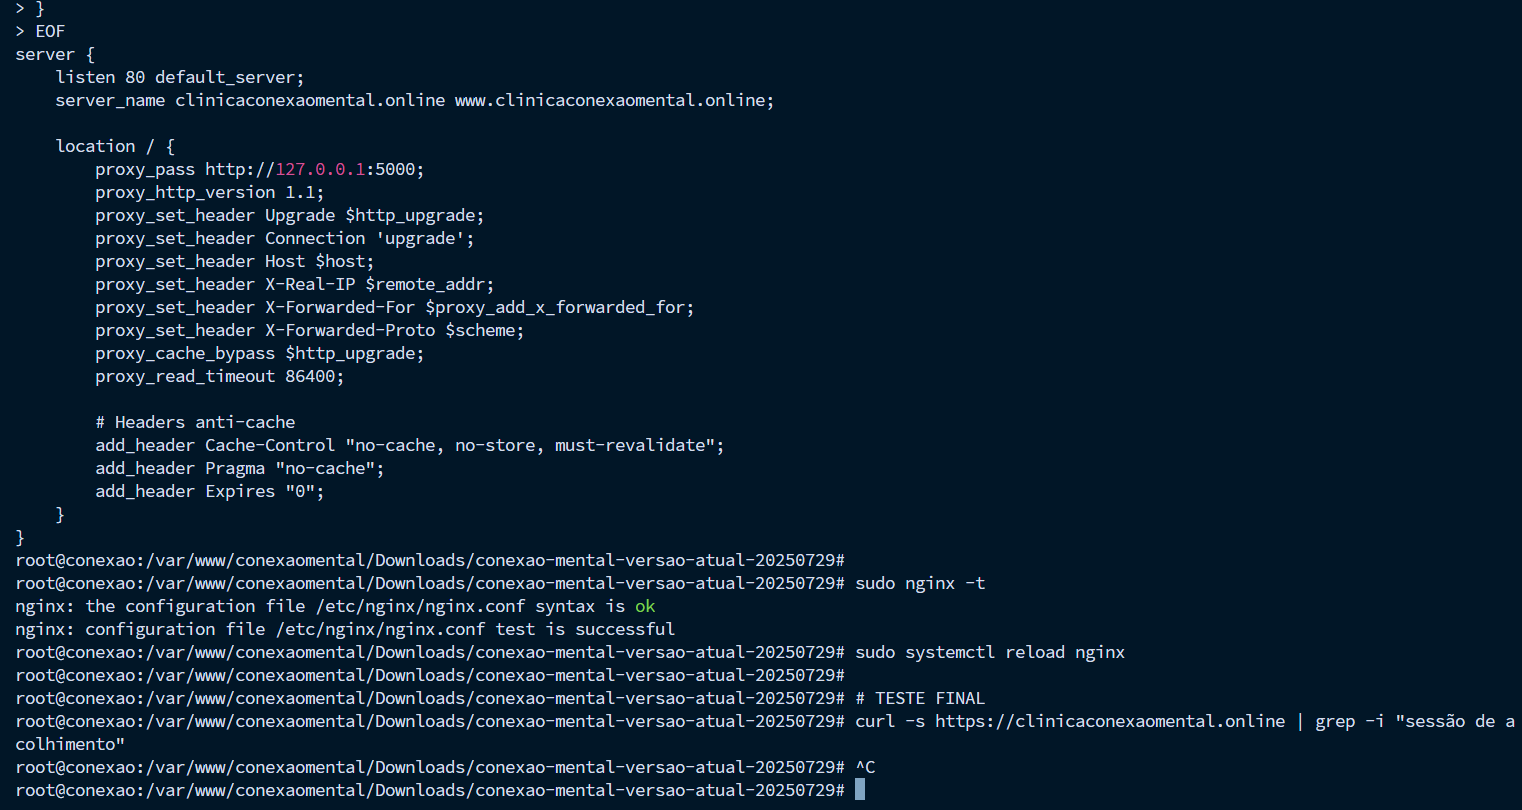 > }
> EOF
server {
    listen 80 default_server;
    server_name clinicaconexaomental.online www.clinicaconexaomental.online;

    location / {
        proxy_pass http://127.0.0.1:5000;
        proxy_http_version 1.1;
        proxy_set_header Upgrade $http_upgrade;
        proxy_set_header Connection 'upgrade';
        proxy_set_header Host $host;
        proxy_set_header X-Real-IP $remote_addr;
        proxy_set_header X-Forwarded-For $proxy_add_x_forwarded_for;
        proxy_set_header X-Forwarded-Proto $scheme;
        proxy_cache_bypass $http_upgrade;
        proxy_read_timeout 86400;

        # Headers anti-cache
        add_header Cache-Control "no-cache, no-store, must-revalidate";
        add_header Pragma "no-cache";
        add_header Expires "0";
    }
}
root@conexao:/var/www/conexaomental/Downloads/conexao-mental-versao-atual-20250729#
root@conexao:/var/www/conexaomental/Downloads/conexao-mental-versao-atual-20250729# sudo nginx -t
nginx: the configuration file /etc/nginx/nginx.conf syntax is ok
nginx: configuration file /etc/nginx/nginx.conf test is successful
root@conexao:/var/www/conexaomental/Downloads/conexao-mental-versao-atual-20250729# sudo systemctl reload nginx
root@conexao:/var/www/conexaomental/Downloads/conexao-mental-versao-atual-20250729#
root@conexao:/var/www/conexaomental/Downloads/conexao-mental-versao-atual-20250729# # TESTE FINAL
root@conexao:/var/www/conexaomental/Downloads/conexao-mental-versao-atual-20250729# curl -s https://clinicaconexaomental.online | grep -i "sessão de a
colhimento"
root@conexao:/var/www/conexaomental/Downloads/conexao-mental-versao-atual-20250729# ^C
root@conexao:/var/www/conexaomental/Downloads/conexao-mental-versao-atual-20250729#